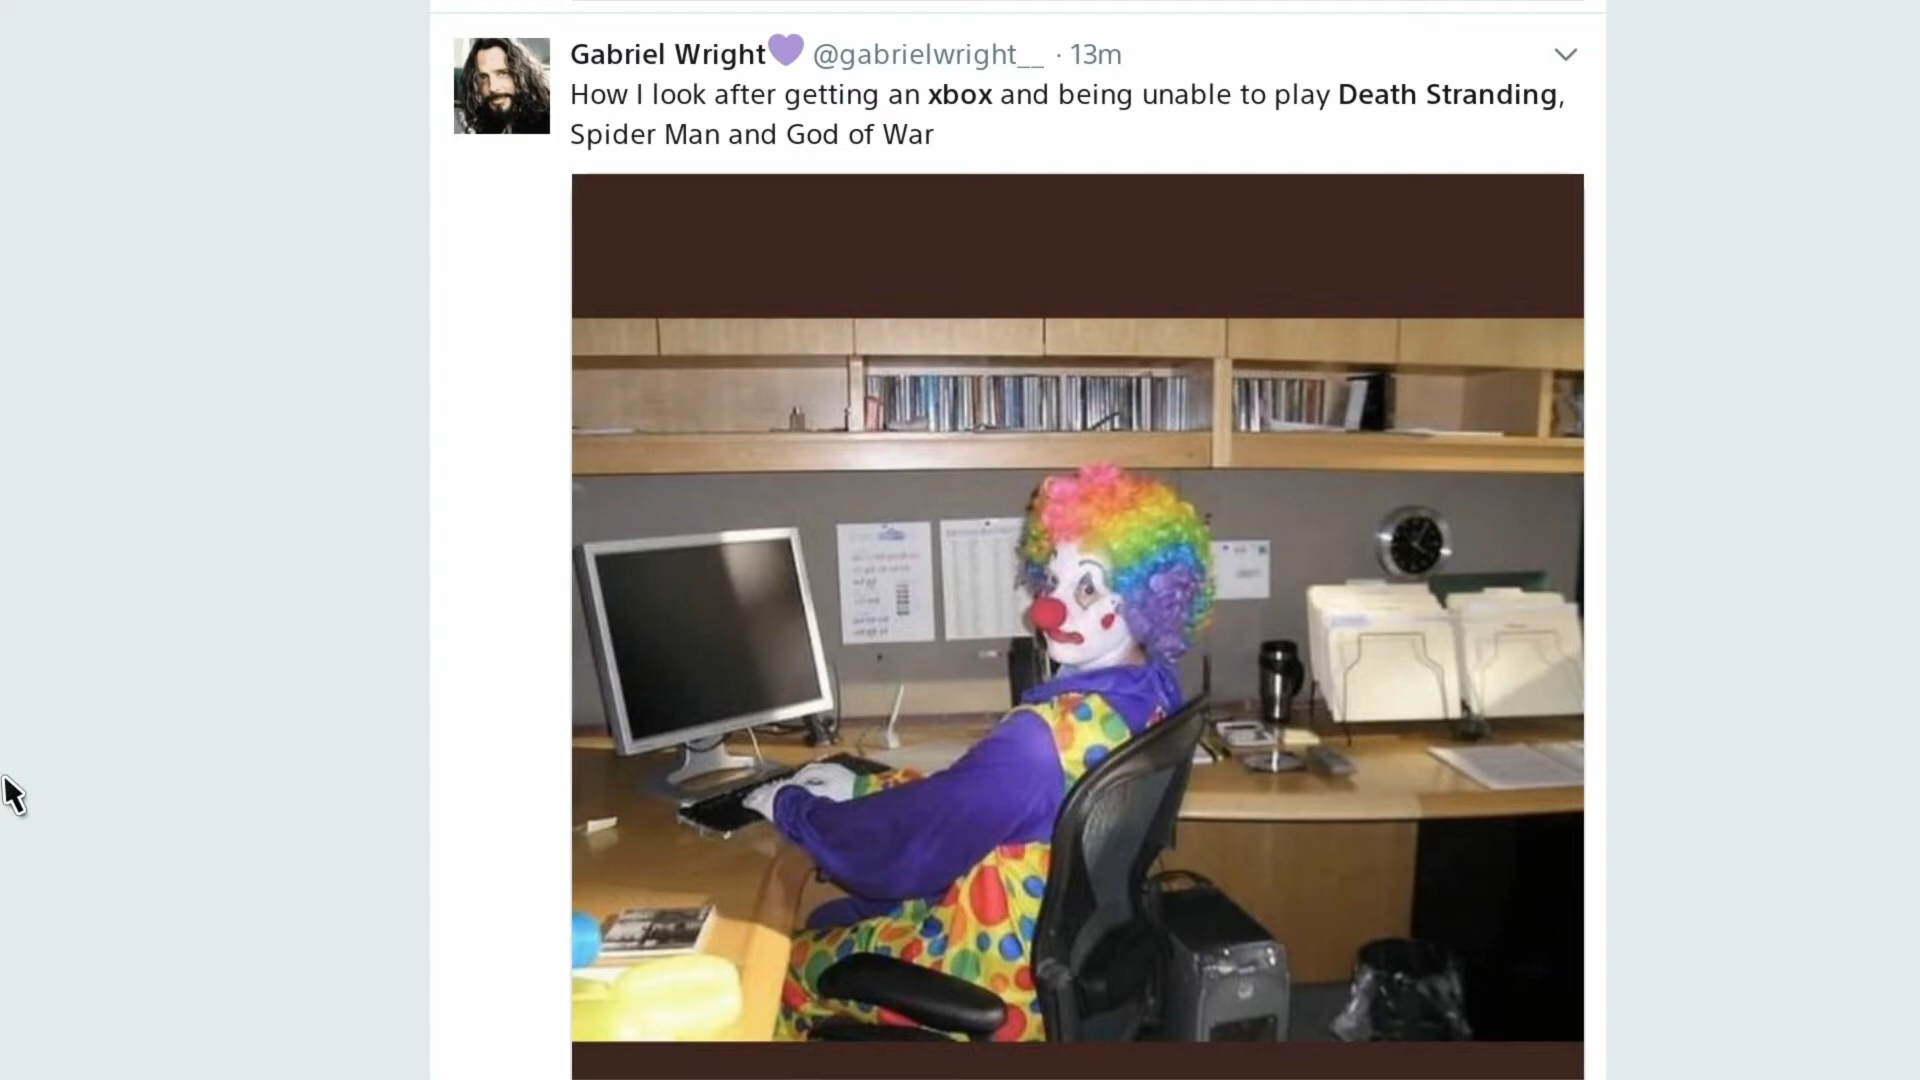 Gabriel Wright💜 @gabrielwright__ · 13m
How I look after getting an xbox and being unable to play Death Stranding,
Spider Man and God of War